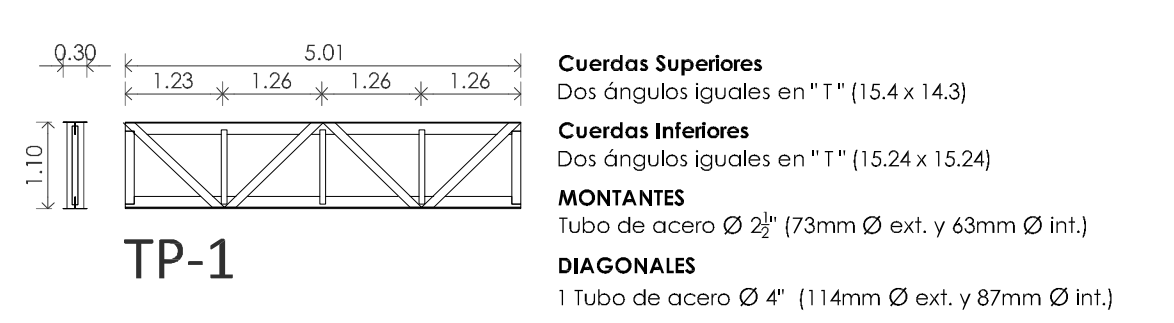 0.30
5.01
1.23 1.26 1.26 1.26
1.10
TP-1
Cuerdas Superiores
Dos ángulos iguales en "T" (15.4 x 14.3)
Cuerdas Inferiores
Dos ángulos iguales en "T" (15.24 x 15.24)
MONTANTES
Tubo de acero Ø 2½" (73mm Ø ext. y 63mm Ø int.)
DIAGONALES
1 Tubo de acero Ø 4" (114mm Ø ext. y 87mm Ø int.)